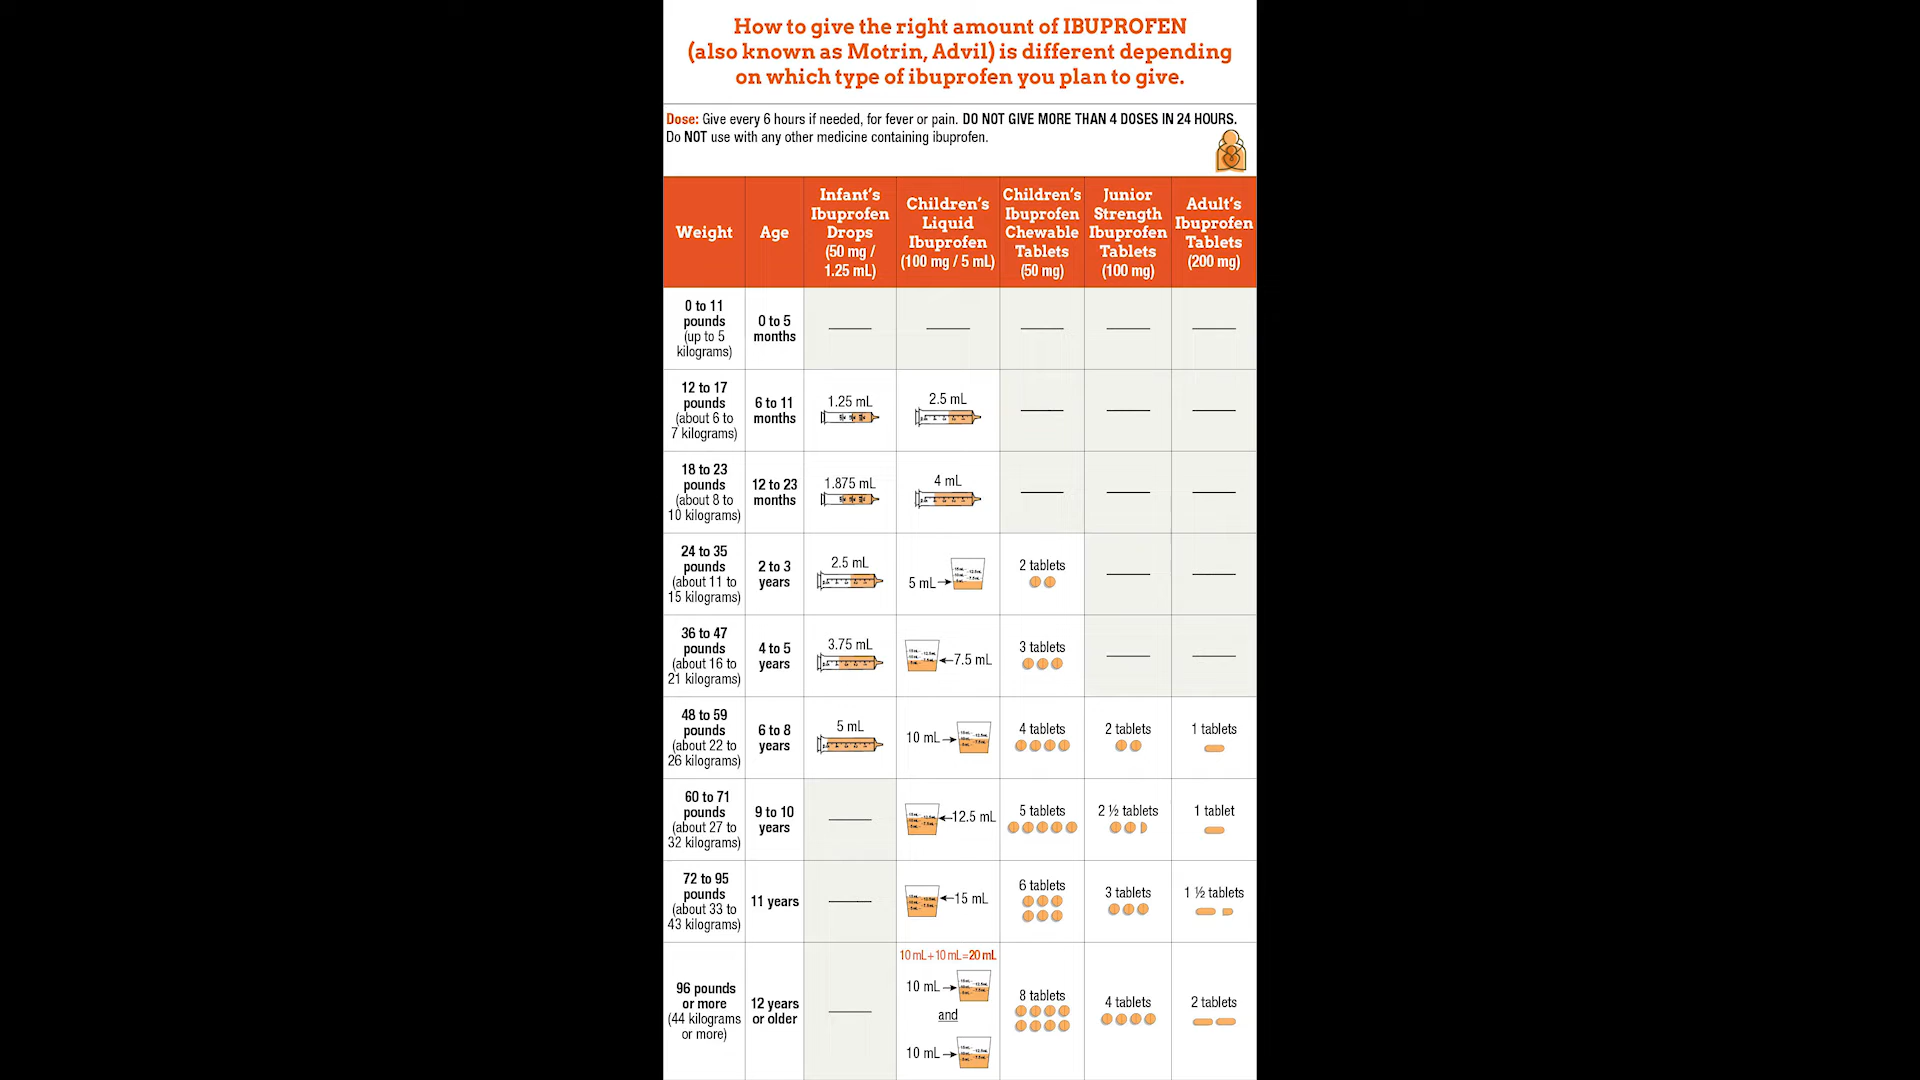 How to give the right amount of IBUPROFEN
(also known as Motrin, Advil) is different depending
on which type of ibuprofen you plan to give.
Dose: Give every 6 hours if needed, for fever or pain. DO NOT GIVE MORE THAN 4 DOSES IN 24 HOURS.
Do NOT use with any other medicine containing ibuprofen.
Weight
Age
Infant's
Ibuprofen
Drops
(50 mg /
1.25 mL)
Children's
Liquid
Ibuprofen
(100 mg / 5 mL)
Children's
Ibuprofen
Chewable
Tablets
(50 mg)
Junior
Strength
Ibuprofen
Tablets
(100 mg)
Adult's
Ibuprofen
Tablets
(200 mg)
0 to 11
pounds
(up to 5
kilograms)
0 to 5
months
12 to 17
pounds
(about 6 to
7 kilograms)
6 to 11
months
1.25 mL
2.5 mL
18 to 23
pounds
(about 8 to
10 kilograms)
12 to 23
months
1.875 mL
4 mL
24 to 35
pounds
(about 11 to
15 kilograms)
2 to 3
years
2.5 mL
5 mL
2 tablets
36 to 47
pounds
(about 16 to
21 kilograms)
4 to 5
years
3.75 mL
7.5 mL
3 tablets
48 to 59
pounds
(about 22 to
26 kilograms)
6 to 8
years
5 mL
10 mL
4 tablets
2 tablets
1 tablets
60 to 71
pounds
(about 27 to
32 kilograms)
9 to 10
years
12.5 mL
5 tablets
2 ½ tablets
1 tablet
72 to 95
pounds
(about 33 to
43 kilograms)
11 years
15 mL
6 tablets
3 tablets
1 ½ tablets
96 pounds
or more
(44 kilograms
or more)
12 years
or older
10 mL+10 mL=20 mL
10 mL
and
10 mL
8 tablets
4 tablets
2 tablets